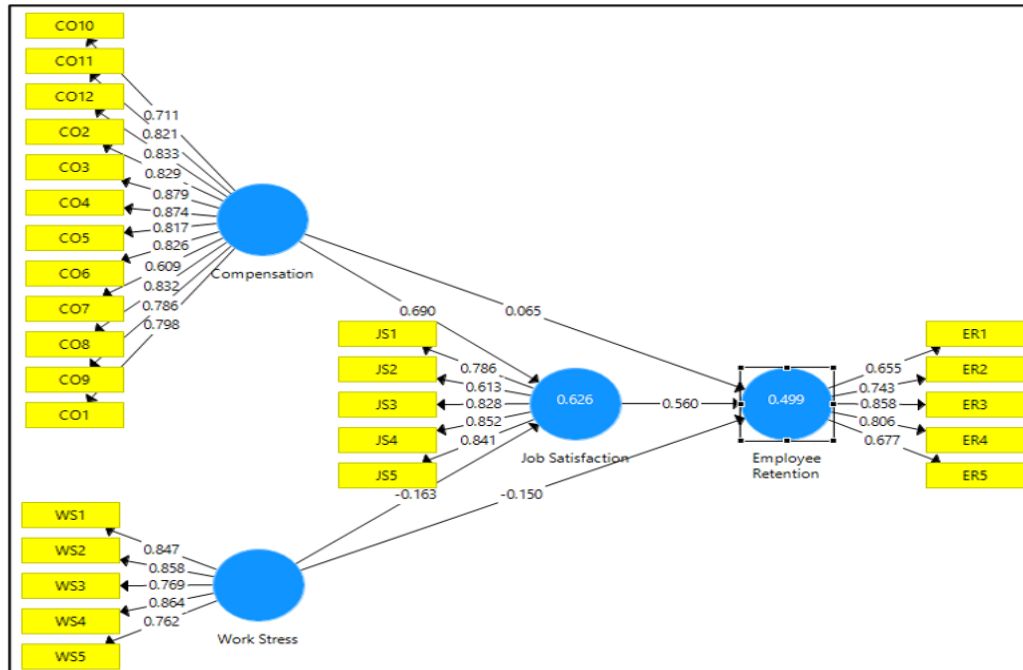 CO10
CO11
CO12
CO2
CO3
CO4
CO5
CO6
CO7
CO8
CO9
CO1
0.711
0.821
0.833
0.829
0.879
0.874
0.817
0.826
0.609
0.832
0.786
0.798
Compensation
0.690
0.065
JS1
JS2
JS3
JS4
JS5
0.786
0.613
0.828
0.852
0.841
0.626
Job Satisfaction
0.560
0.499
Employee
Retention
0.655
0.743
0.858
0.806
0.677
ER1
ER2
ER3
ER4
ER5
-0.163
-0.150
WS1
WS2
WS3
WS4
WS5
0.847
0.858
0.769
0.864
0.762
Work Stress